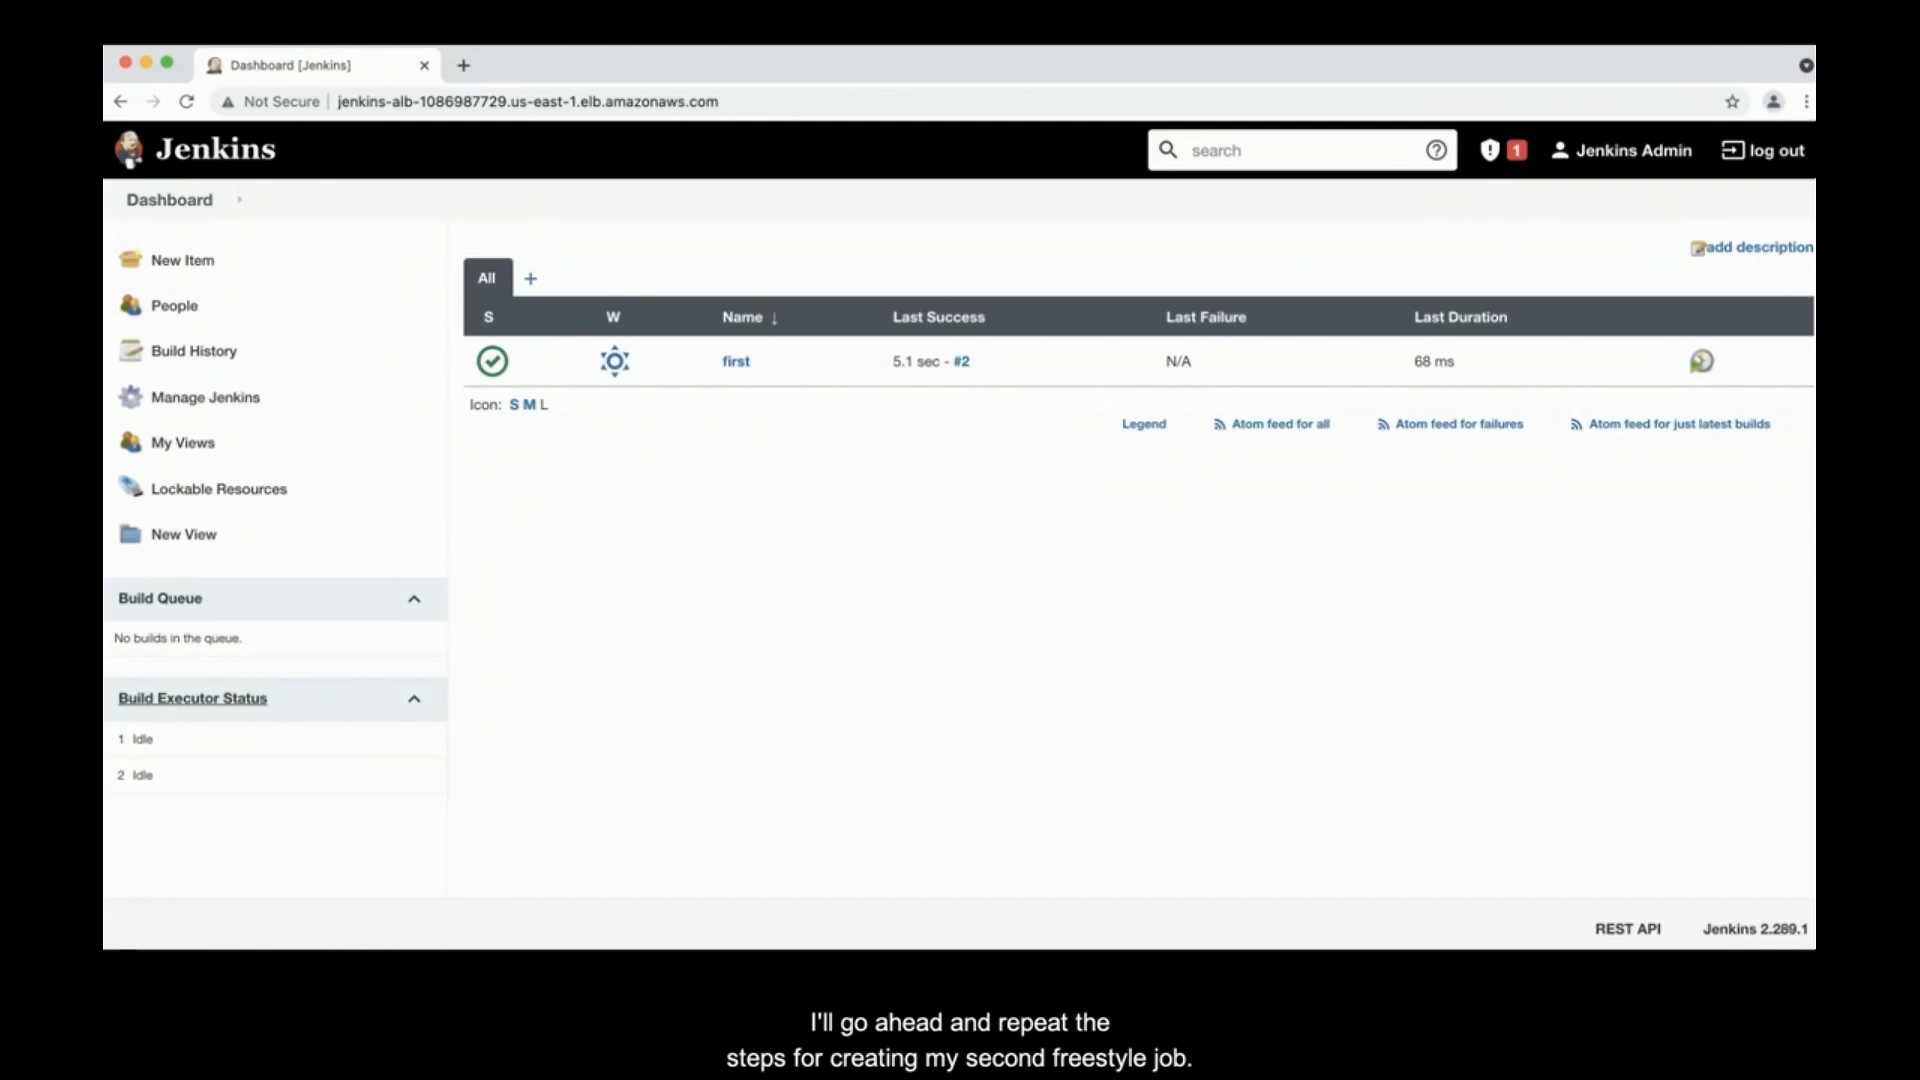 Dashboard [Jenkins]
Not Secure | jenkins-alb-1086987729.us-east-1.elb.amazonaws.com
Jenkins
search
1
Jenkins Admin
log out
Dashboard
add description
New Item
People
Build History
Manage Jenkins
My Views
Lockable Resources
New View
Build Queue
No builds in the queue.
Build Executor Status
1 Idle
2 Idle
All +
S W Name ↓ Last Success Last Failure Last Duration
first 5.1 sec - #2 N/A 68 ms
Icon: S M L
Legend Atom feed for all Atom feed for failures Atom feed for just latest builds
REST API Jenkins 2.289.1
I'll go ahead and repeat the
steps for creating my second freestyle job.